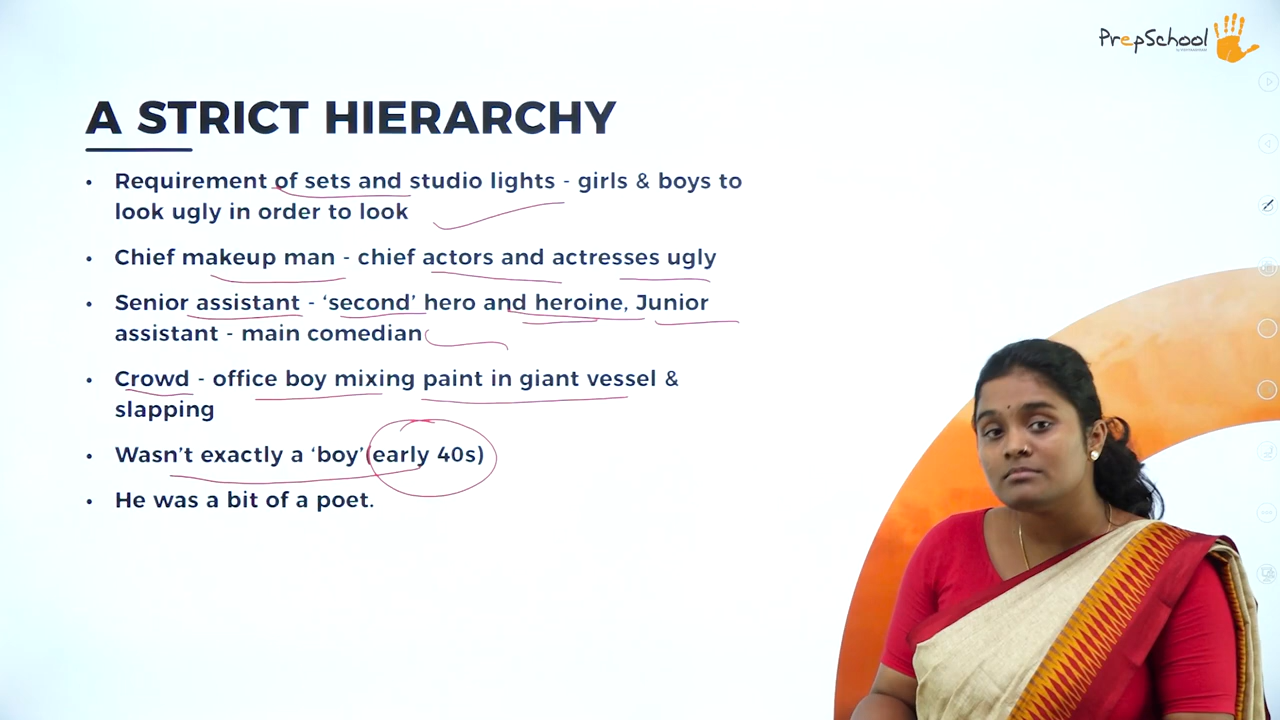 PrepSchool
A STRICT HIERARCHY
• Requirement of sets and studio lights - girls & boys to
look ugly in order to look
• Chief makeup man - chief actors and actresses ugly
• Senior assistant - ‘second’ hero and heroine, Junior
assistant - main comedian
• Crowd - office boy mixing paint in giant vessel &
slapping
• Wasn’t exactly a ‘boy’(early 40s)
• He was a bit of a poet.